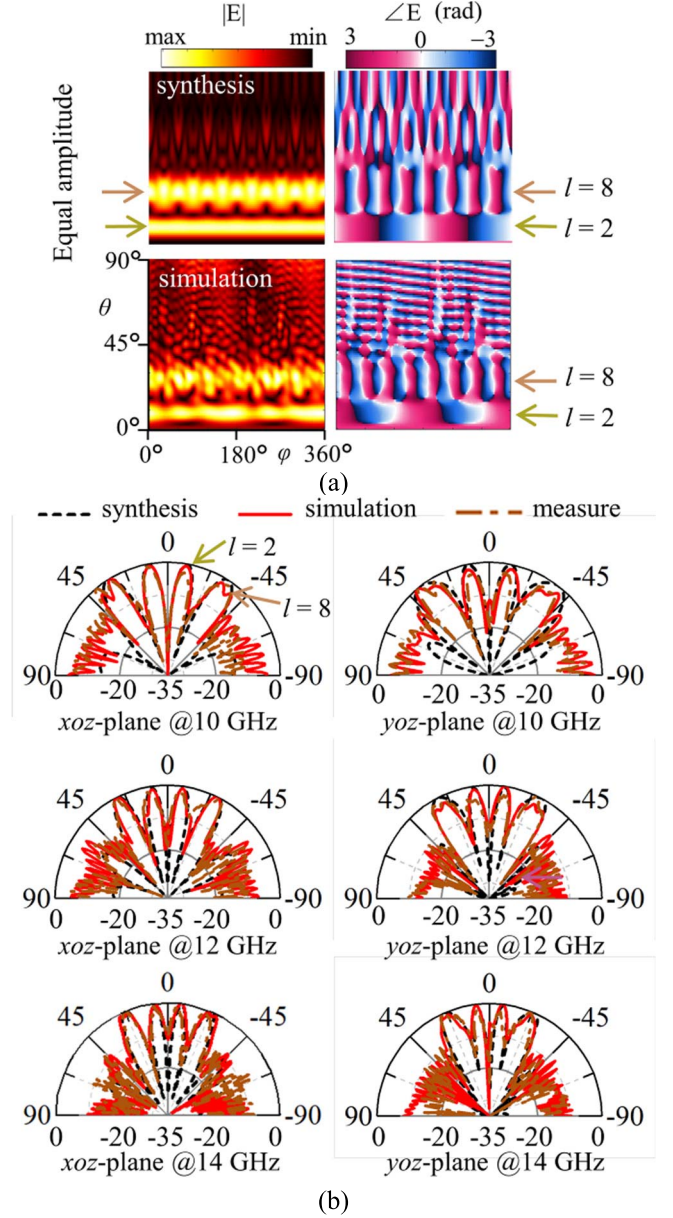 |E| ∠E (rad)
max min 3 0 −3
synthesis
Equal amplitude
l = 8
l = 2
90° simulation
θ
45°
l = 8
l = 2
0°
0° 180° φ 360°
(a)
synthesis simulation measure
0 l = 2 0
45 -45 45 -45
l = 8
90 -90 90 -90
0 -20 -35 -20 0 0 -20 -35 -20 0
xoz-plane @10 GHz yoz-plane @10 GHz
0 0
45 -45 45 -45
90 -90 90 -90
0 -20 -35 -20 0 0 -20 -35 -20 0
xoz-plane @12 GHz yoz-plane @12 GHz
0 0
45 -45 45 -45
90 -90 90 -90
0 -20 -35 -20 0 0 -20 -35 -20 0
xoz-plane @14 GHz yoz-plane @14 GHz
(b)